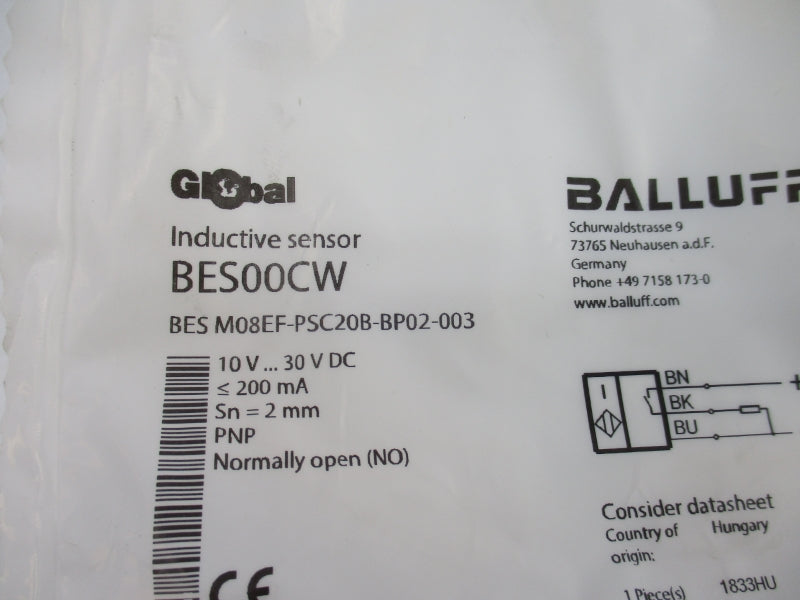 Global
Inductive sensor
BES00CW
BES M08EF-PSC20B-BP02-003
10 V ... 30 V DC
≤ 200 mA
Sn = 2 mm
PNP
Normally open (NO)
CE
BALLUFF
Schurwaldstrasse 9
73765 Neuhausen a.d.F.
Germany
Phone +49 7158 173-0
www.balluff.com
BN
+
BK
BU
Consider datasheet
Country of Hungary
origin:
1 Piece(s) 1833HU